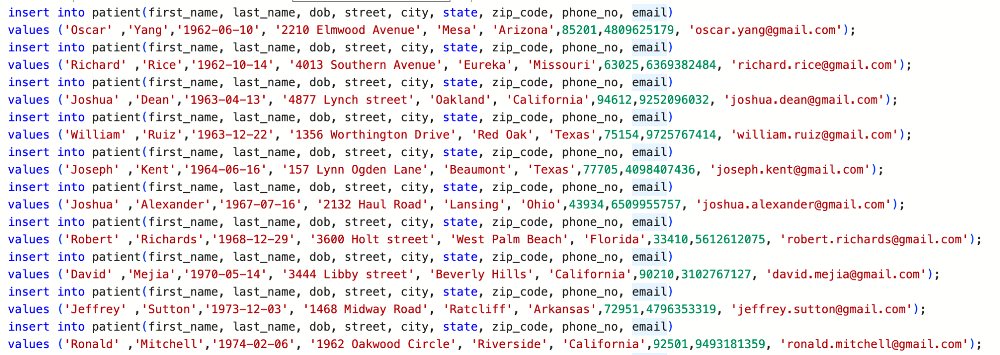 insert into patient(first_name, last_name, dob, street, city, state, zip_code, phone_no, email)
values ('Oscar' ,'Yang','1962-06-10', '2210 Elmwood Avenue', 'Mesa', 'Arizona',85201,4809625179, 'oscar.yang@gmail.com');
insert into patient(first_name, last_name, dob, street, city, state, zip_code, phone_no, email)
values ('Richard' ,'Rice','1962-10-14', '4013 Southern Avenue', 'Eureka', 'Missouri',63025,6369382484, 'richard.rice@gmail.com');
insert into patient(first_name, last_name, dob, street, city, state, zip_code, phone_no, email)
values ('Joshua' ,'Dean','1963-04-13', '4877 Lynch street', 'Oakland', 'California',94612,9252096032, 'joshua.dean@gmail.com');
insert into patient(first_name, last_name, dob, street, city, state, zip_code, phone_no, email)
values ('William' ,'Ruiz','1963-12-22', '1356 Worthington Drive', 'Red Oak', 'Texas',75154,9725767414, 'william.ruiz@gmail.com');
insert into patient(first_name, last_name, dob, street, city, state, zip_code, phone_no, email)
values ('Joseph' ,'Kent','1964-06-16', '157 Lynn Ogden Lane', 'Beaumont', 'Texas',77705,4098407436, 'joseph.kent@gmail.com');
insert into patient(first_name, last_name, dob, street, city, state, zip_code, phone_no, email)
values ('Joshua' ,'Alexander','1967-07-16', '2132 Haul Road', 'Lansing', 'Ohio',43934,6509955757, 'joshua.alexander@gmail.com');
insert into patient(first_name, last_name, dob, street, city, state, zip_code, phone_no, email)
values ('Robert' ,'Richards','1968-12-29', '3600 Holt street', 'West Palm Beach', 'Florida',33410,5612612075, 'robert.richards@gmail.com');
insert into patient(first_name, last_name, dob, street, city, state, zip_code, phone_no, email)
values ('David' ,'Mejia','1970-05-14', '3444 Libby street', 'Beverly Hills', 'California',90210,3102767127, 'david.mejia@gmail.com');
insert into patient(first_name, last_name, dob, street, city, state, zip_code, phone_no, email)
values ('Jeffrey' ,'Sutton','1973-12-03', '1468 Midway Road', 'Ratcliff', 'Arkansas',72951,4796353319, 'jeffrey.sutton@gmail.com');
insert into patient(first_name, last_name, dob, street, city, state, zip_code, phone_no, email)
values ('Ronald' ,'Mitchell','1974-02-06', '1962 Oakwood Circle', 'Riverside', 'California',92501,9493181359, 'ronald.mitchell@gmail.com');